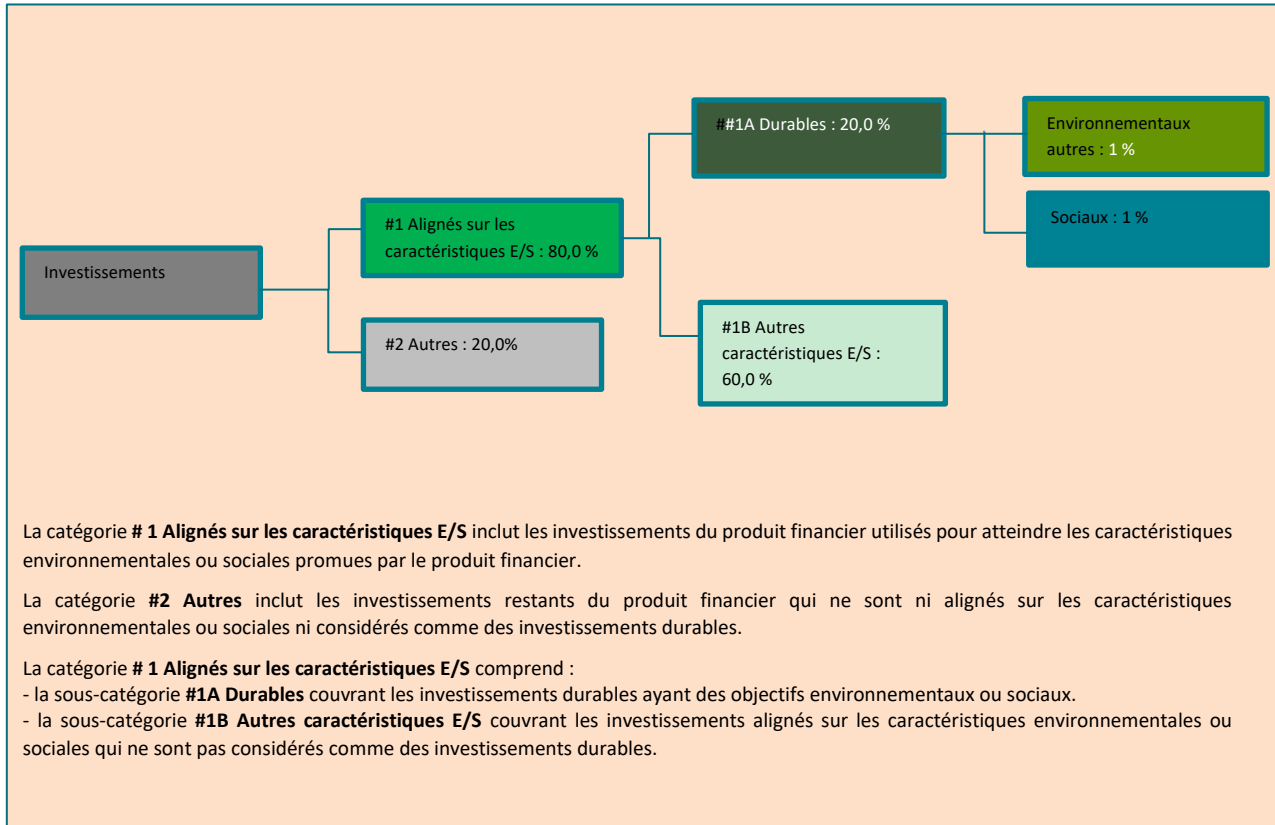 ##1A Durables : 20,0 %
Environnementaux
autres : 1 %
#1 Alignés sur les
caractéristiques E/S : 80,0 %
Sociaux : 1 %
Investissements
#2 Autres : 20,0%
#1B Autres
caractéristiques E/S :
60,0 %
La catégorie # 1 Alignés sur les caractéristiques E/S inclut les investissements du produit financier utilisés pour atteindre les caractéristiques
environnementales ou sociales promues par le produit financier.
La catégorie #2 Autres inclut les investissements restants du produit financier qui ne sont ni alignés sur les caractéristiques
environnementales ou sociales ni considérés comme des investissements durables.
La catégorie # 1 Alignés sur les caractéristiques E/S comprend :
- la sous-catégorie #1A Durables couvrant les investissements durables ayant des objectifs environnementaux ou sociaux.
- la sous-catégorie #1B Autres caractéristiques E/S couvrant les investissements alignés sur les caractéristiques environnementales ou
sociales qui ne sont pas considérés comme des investissements durables.